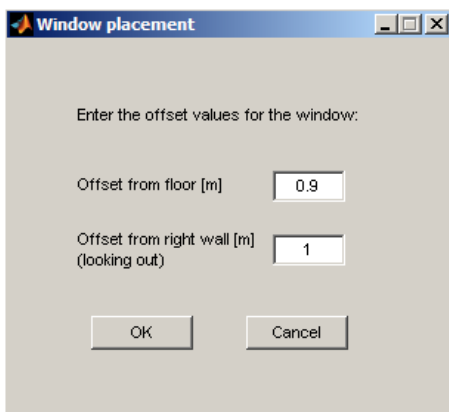 Window placement
Enter the offset values for the window:
Offset from floor [m] 0.9
Offset from right wall [m] 1
(looking out)
OK Cancel